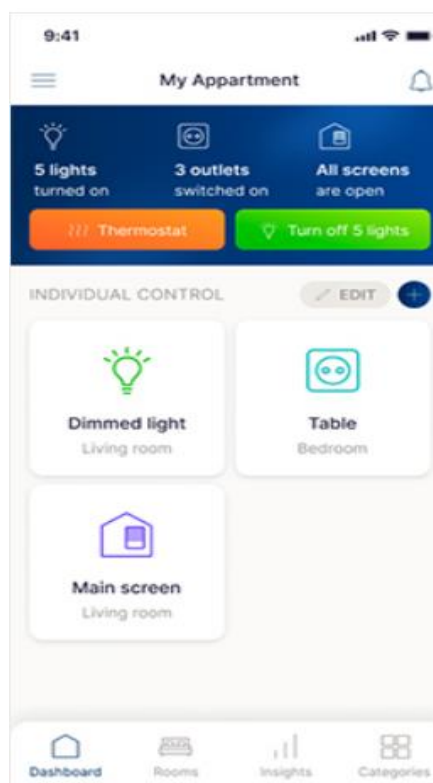 9:41
My Appartment
5 lights
turned on
3 outlets
switched on
All screens
are open
Thermostat
Turn off 5 lights
INDIVIDUAL CONTROL
EDIT
Dimmed light
Living room
Table
Bedroom
Main screen
Living room
Dashboard
Rooms
Insights
Categories